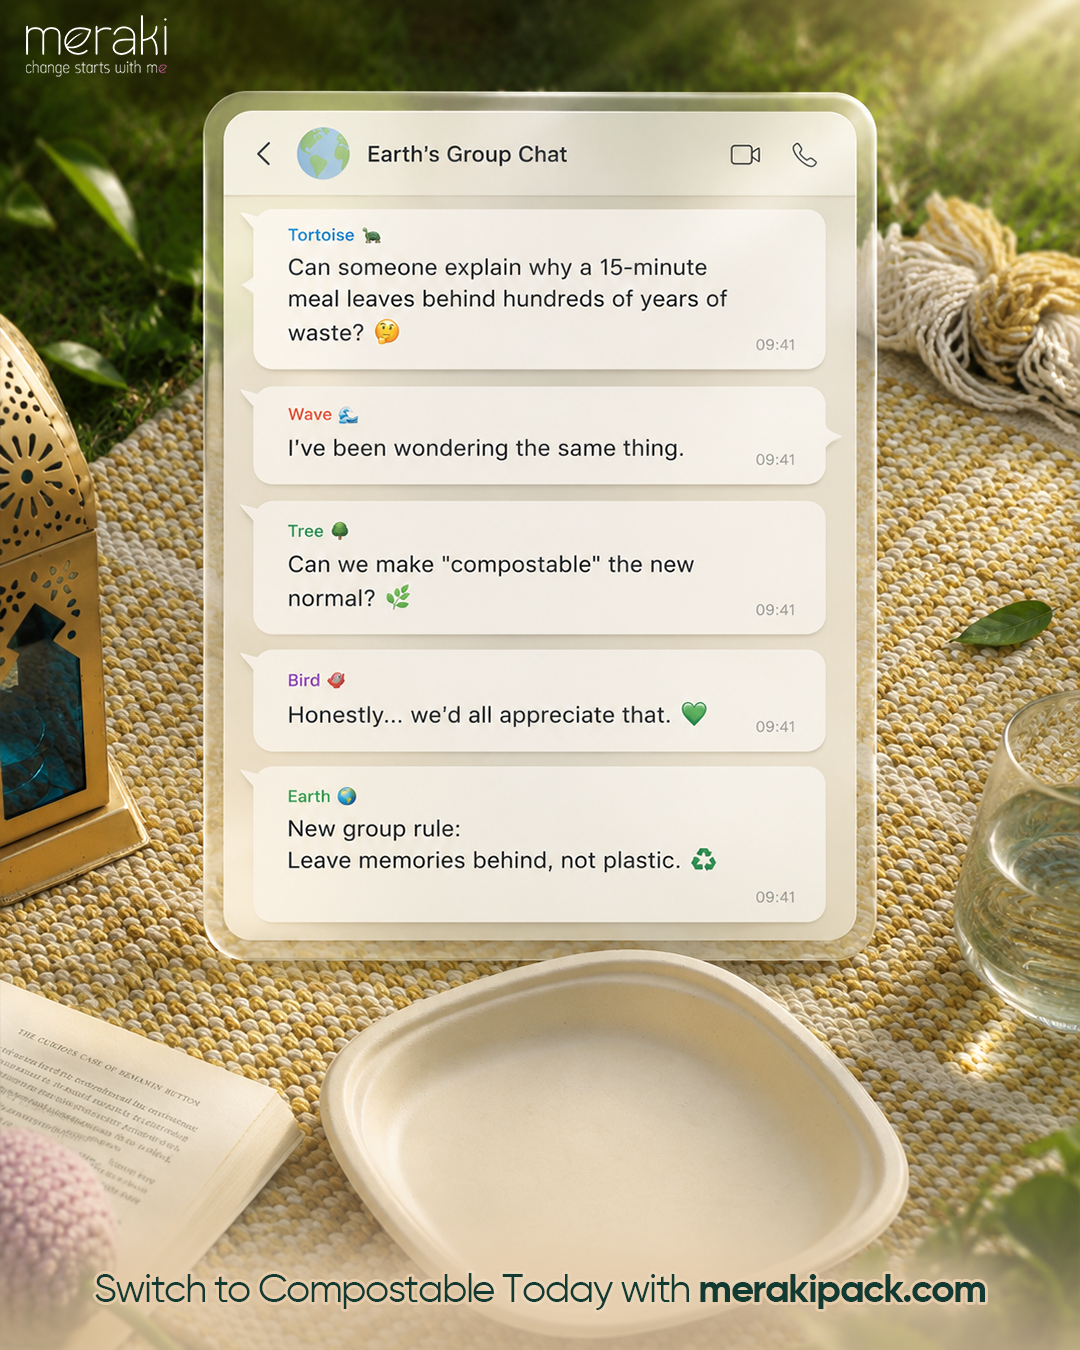 meraki
change starts with me
Earth's Group Chat
Tortoise 🐢
Can someone explain why a 15-minute
meal leaves behind hundreds of years of
waste? 🤔
09:41
Wave 🌊
I've been wondering the same thing.
09:41
Tree 🌳
Can we make "compostable" the new
normal? 🌿
09:41
Bird
Honestly... we'd all appreciate that. 💚
09:41
Earth 🌎
New group rule:
Leave memories behind, not plastic. ♻️
09:41
THE CURIOUS CASE OF BENJAMIN BUTTON
Switch to Compostable Today with merakipack.com